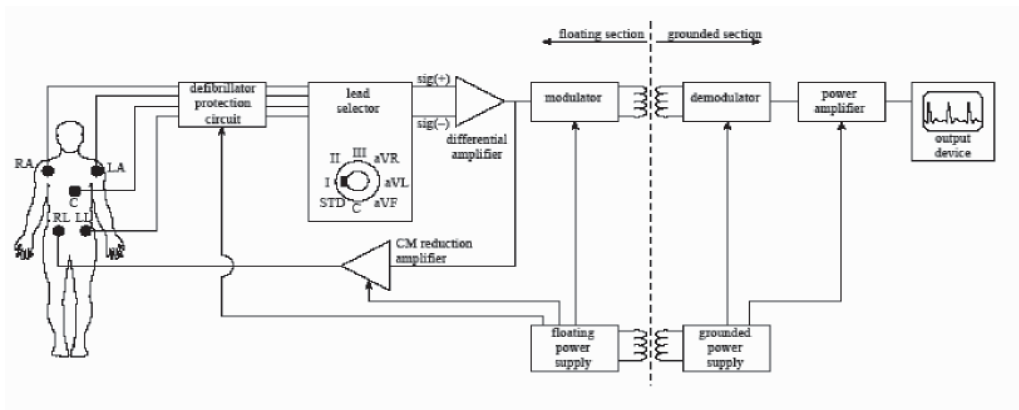 floating section
grounded section
defibrillator
protection
circuit
lead
selector
sig(+)
sig(–)
differential
amplifier
modulator
demodulator
power
amplifier
output
device
RA
LA
C
RL
LL
II
III
aVR
I
aVL
STD
C
aVF
CM reduction
amplifier
floating
power
supply
grounded
power
supply